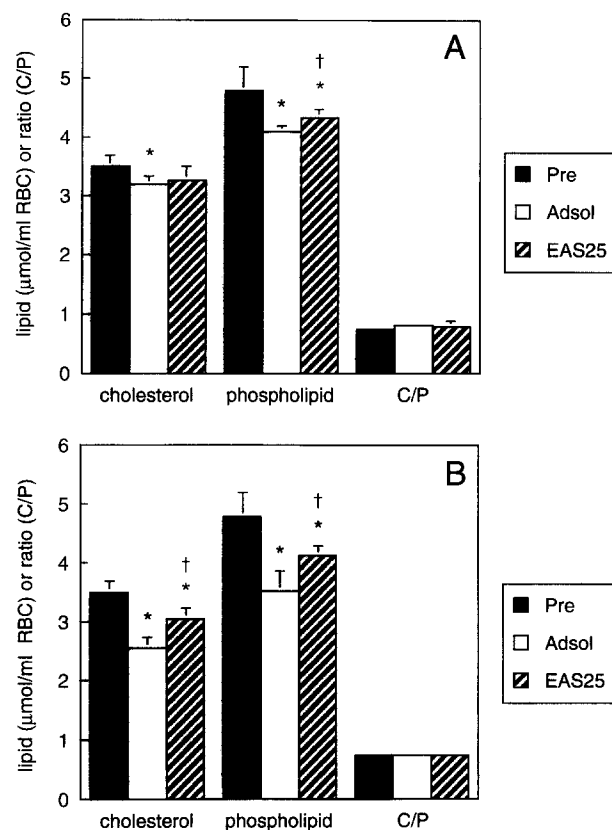 A
lipid (μmol/ml RBC) or ratio (C/P)
6
5
4
3
2
1
0
*
*
†
*
cholesterol phospholipid C/P
Pre
Adsol
EAS25
B
lipid (μmol/ml RBC) or ratio (C/P)
6
5
4
3
2
1
0
*
†
*
*
†
*
cholesterol phospholipid C/P
Pre
Adsol
EAS25